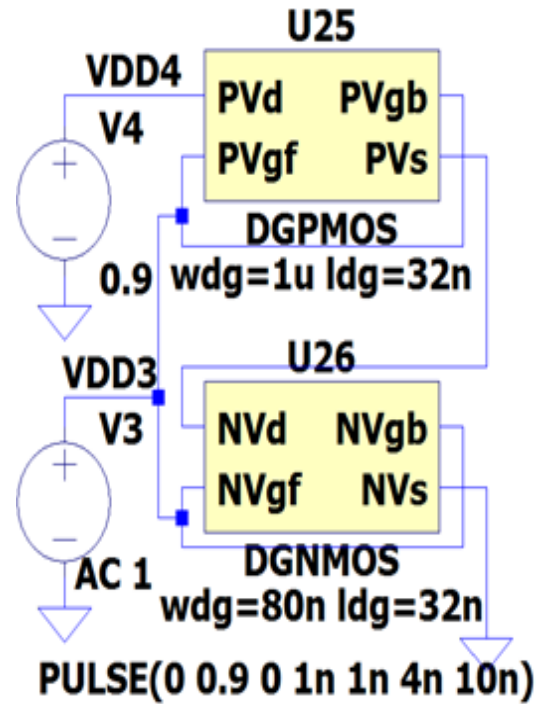 U25
VDD4
PVd PVgb
V4
PVgf PVs
DGPMOS
0.9 wdg=1u ldg=32n
VDD3
U26
V3
NVd NVgb
NVgf NVs
DGNMOS
AC 1
wdg=80n ldg=32n
PULSE(0 0.9 0 1n 1n 4n 10n)